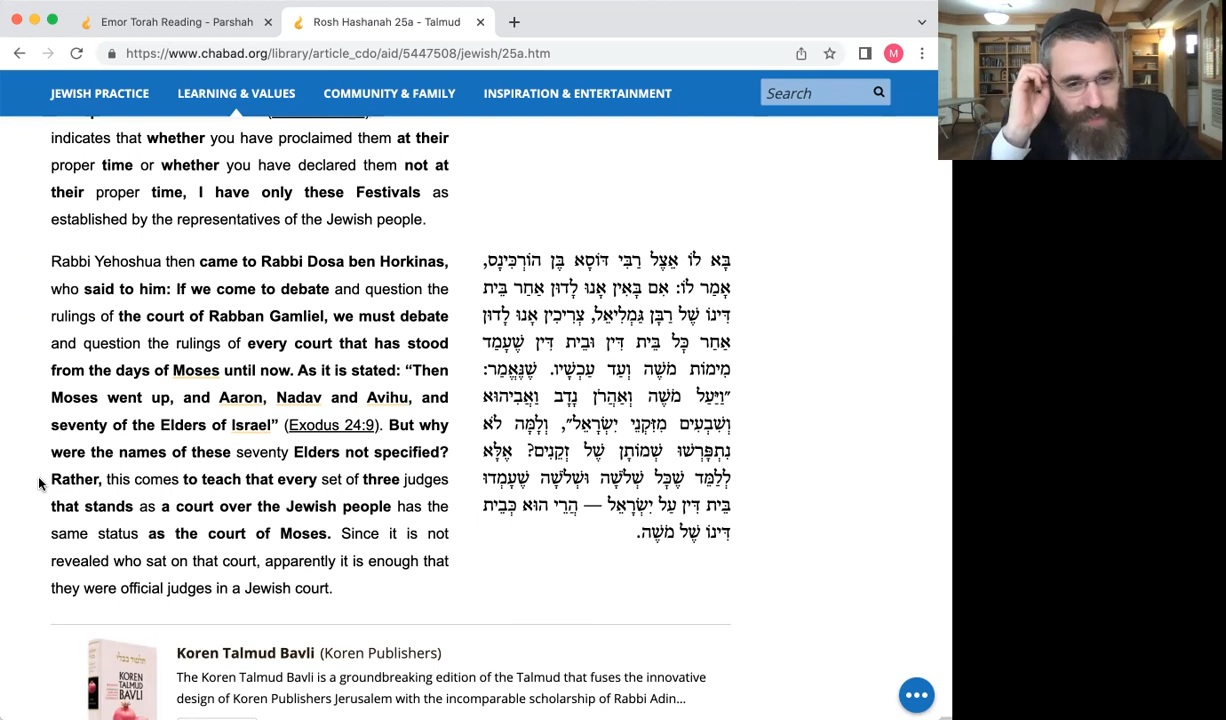 Emor Torah Reading - Parshah
Rosh Hashanah 25a - Talmud
https://www.chabad.org/library/article_cdo/aid/5447508/jewish/25a.htm
M
JEWISH PRACTICE
LEARNING & VALUES
COMMUNITY & FAMILY
INSPIRATION & ENTERTAINMENT
Search
indicates that whether you have proclaimed them at their
proper time or whether you have declared them not at
their proper time, I have only these Festivals as
established by the representatives of the Jewish people.
Rabbi Yehoshua then came to Rabbi Dosa ben Horkinas,
who said to him: If we come to debate and question the
rulings of the court of Rabban Gamliel, we must debate
and question the rulings of every court that has stood
from the days of Moses until now. As it is stated: “Then
Moses went up, and Aaron, Nadav and Avihu, and
seventy of the Elders of Israel” (Exodus 24:9). But why
were the names of these seventy Elders not specified?
Rather, this comes to teach that every set of three judges
that stands as a court over the Jewish people has the
same status as the court of Moses. Since it is not
revealed who sat on that court, apparently it is enough that
they were official judges in a Jewish court.
בָּא לוֹ אֵצֶל רַבִּי דּוֹסָא בֶּן הוֹרְכִּינָס,
אָמַר לוֹ: אִם בָּאִין אָנוּ לָדוּן אַחַר בֵּית
דִּינוֹ שֶׁל רַבָּן גַּמְלִיאֵל, צְרִיכִין אָנוּ לָדוּן
אַחַר כָּל בֵּית דִּין וּבֵית דִּין שֶׁעָמַד
מִימוֹת מֹשֶׁה וְעַד עַכְשָׁיו. שֶׁנֶּאֱמַר:
״וַיַּעַל מֹשֶׁה וְאַהֲרֹן נָדָב וַאֲבִיהוּא
וְשִׁבְעִים מִזִּקְנֵי יִשְׂרָאֵל״, וְלָמָּה לֹא
נִתְפָּרְשׁוּ שְׁמוֹתָן שֶׁל זְקֵנִים? אֶלָּא
לְלַמֵּד שֶׁכָּל שְׁלֹשָׁה וּשְׁלֹשָׁה שֶׁעָמְדוּ
בֵּית דִּין עַל יִשְׂרָאֵל — הֲרֵי הוּא כְּבֵית
דִּינוֹ שֶׁל מֹשֶׁה.
Koren Talmud Bavli (Koren Publishers)
The Koren Talmud Bavli is a groundbreaking edition of the Talmud that fuses the innovative
design of Koren Publishers Jerusalem with the incomparable scholarship of Rabbi Adin...
תלמוד בבלי
KOREN
TALMUD
BAVLI